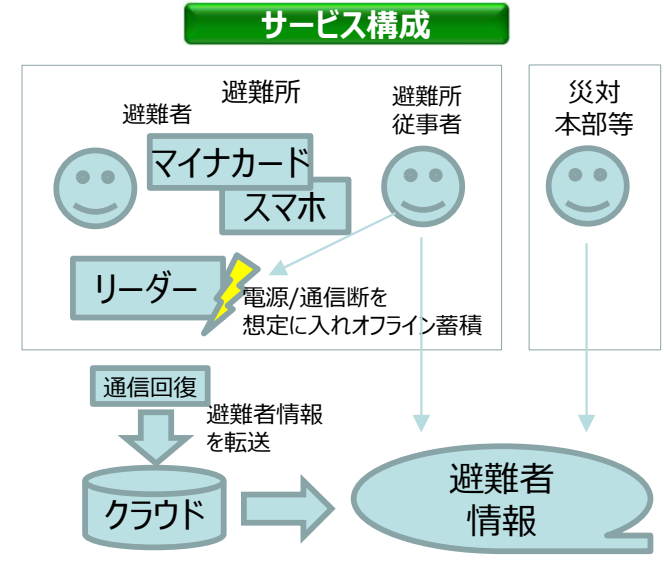 サービス構成
避難所
避難者
避難所
従事者
災対
本部等
マイナカード
スマホ
リーダー
電源/通信断を
想定に入れオフライン蓄積
通信回復
避難者情報
を転送
クラウド
避難者
情報